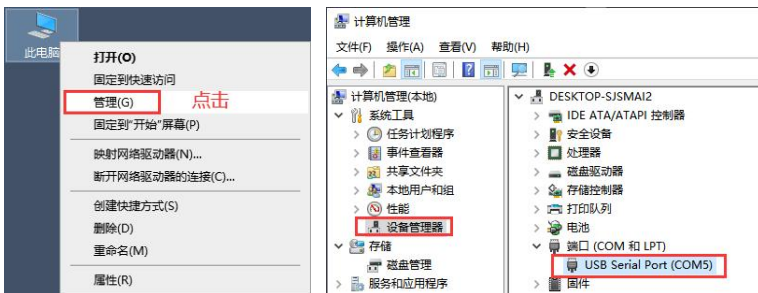 此电脑
打开(O)
固定到快速访问
管理(G)
点击
固定到"开始"屏幕(P)
映射网络驱动器(N)...
断开网络驱动器的连接(C)...
创建快捷方式(S)
删除(D)
重命名(M)
属性(R)
计算机管理
文件(F) 操作(A) 查看(V) 帮助(H)
计算机管理(本地)
系统工具
任务计划程序
事件查看器
共享文件夹
本地用户和组
性能
设备管理器
存储
磁盘管理
服务和应用程序
DESKTOP-SJSMAI2
IDE ATA/ATAPI 控制器
安全设备
处理器
磁盘驱动器
存储控制器
打印队列
电池
端口 (COM 和 LPT)
USB Serial Port (COM5)
固件